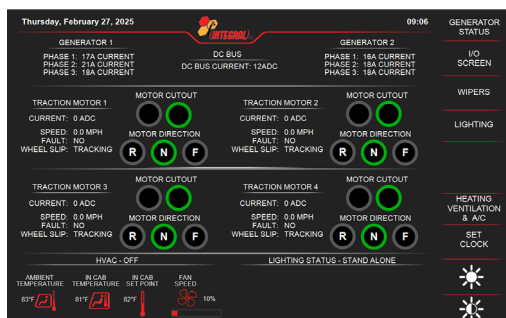 Thursday, February 27, 2025
09:06
GENERATOR
STATUS
INTEGRAL
GENERATOR 1
GENERATOR 2
PHASE 1: 17A CURRENT
PHASE 2: 21A CURRENT
PHASE 3: 18A CURRENT
DC BUS
DC BUS CURRENT: 12ADC
PHASE 1: 16A CURRENT
PHASE 2: 18A CURRENT
PHASE 3: 18A CURRENT
I/O
SCREEN
WIPERS
LIGHTING
TRACTION MOTOR 1
MOTOR CUTOUT
CURRENT: 0 ADC
SPEED: 0.0 MPH
FAULT: NO
WHEEL SLIP: TRACKING
MOTOR DIRECTION
R N F
TRACTION MOTOR 2
MOTOR CUTOUT
CURRENT: 0 ADC
SPEED: 0.0 MPH
FAULT: NO
WHEEL SLIP: TRACKING
MOTOR DIRECTION
R N F
TRACTION MOTOR 3
MOTOR CUTOUT
CURRENT: 0 ADC
SPEED: 0.0 MPH
FAULT: NO
WHEEL SLIP: TRACKING
MOTOR DIRECTION
R N F
TRACTION MOTOR 4
MOTOR CUTOUT
CURRENT: 0 ADC
SPEED: 0.0 MPH
FAULT: NO
WHEEL SLIP: TRACKING
MOTOR DIRECTION
R N F
HEATING
VENTILATION
& A/C
SET
CLOCK
HVAC - OFF
LIGHTING STATUS - STAND ALONE
AMBIENT
TEMPERATURE
83°F
IN CAB
TEMPERATURE
81°F
IN CAB
SET POINT
82°F
FAN
SPEED
10%